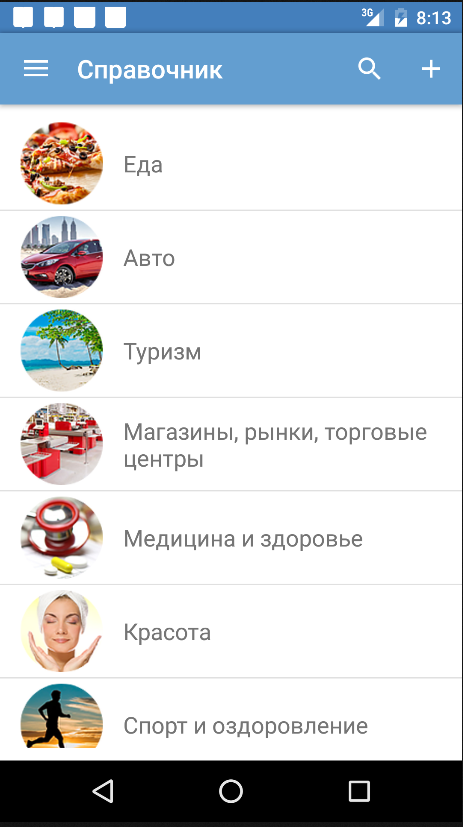 3G 8:13
Справочник
Еда
Авто
Туризм
Магазины, рынки, торговые
центры
Медицина и здоровье
Красота
Спорт и оздоровление